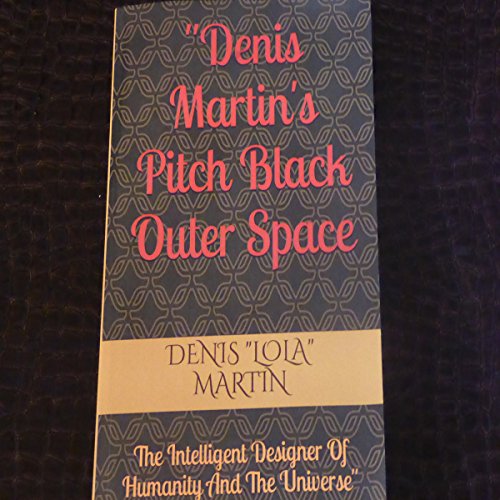 "Denis
Martin's
Pitch Black
Outer Space
DENIS "LOLA"
MARTIN
The Intelligent Designer Of
Humanity And The Universe"